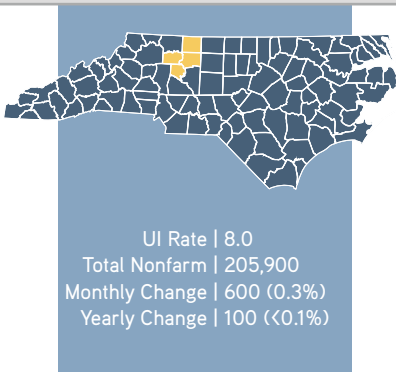 UI Rate | 8.0
Total Nonfarm | 205,900
Monthly Change | 600 (0.3%)
Yearly Change | 100 (<0.1%)